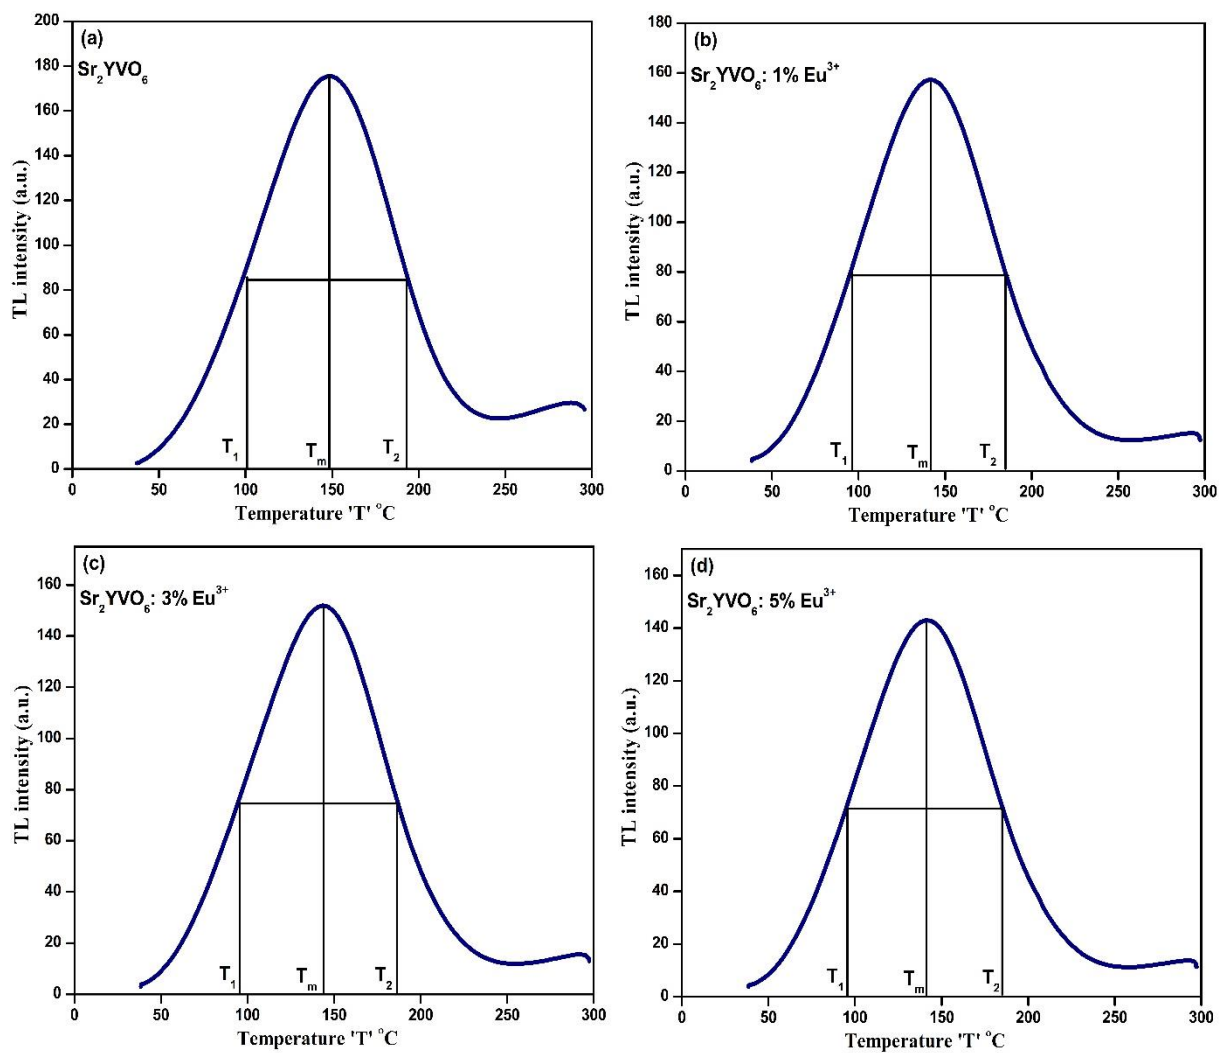 (a)
Sr₂YVO₆
TL intensity (a.u.)
200
180
160
140
120
100
80
60
40
20
0
T₁ Tₘ T₂
0 50 100 150 200 250 300
Temperature 'T' °C
(b)
Sr₂YVO₆: 1% Eu³⁺
TL intensity (a.u.)
180
160
140
120
100
80
60
40
20
0
T₁ Tₘ T₂
0 50 100 150 200 250 300
Temperature 'T' °C
(c)
Sr₂YVO₆: 3% Eu³⁺
TL intensity (a.u.)
160
140
120
100
80
60
40
20
0
T₁ Tₘ T₂
0 50 100 150 200 250 300
Temperature 'T' °C
(d)
Sr₂YVO₆: 5% Eu³⁺
TL intensity (a.u.)
160
140
120
100
80
60
40
20
0
T₁ Tₘ T₂
0 50 100 150 200 250 300
Temperature 'T' °C